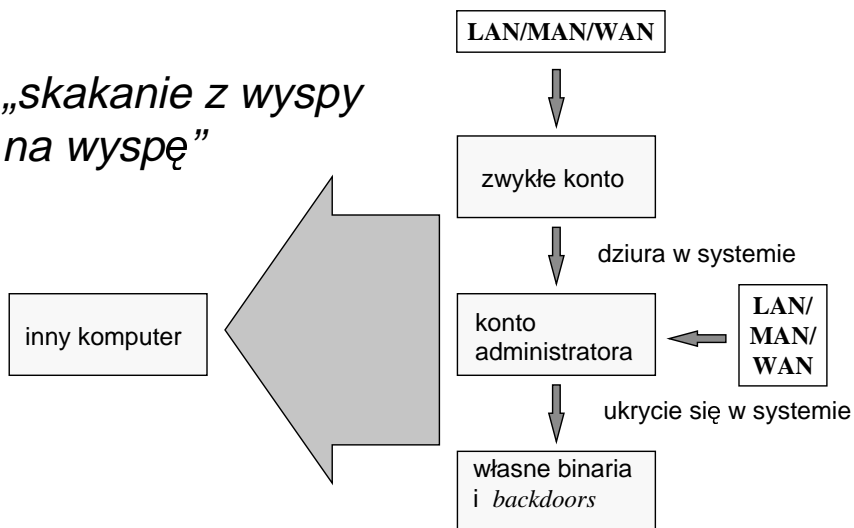 LAN/MAN/WAN
„skakanie z wyspy
na wyspę”
zwykłe konto
dziura w systemie
inny komputer
konto
administratora
LAN/
MAN/
WAN
ukrycie się w systemie
własne binaria
i backdoors